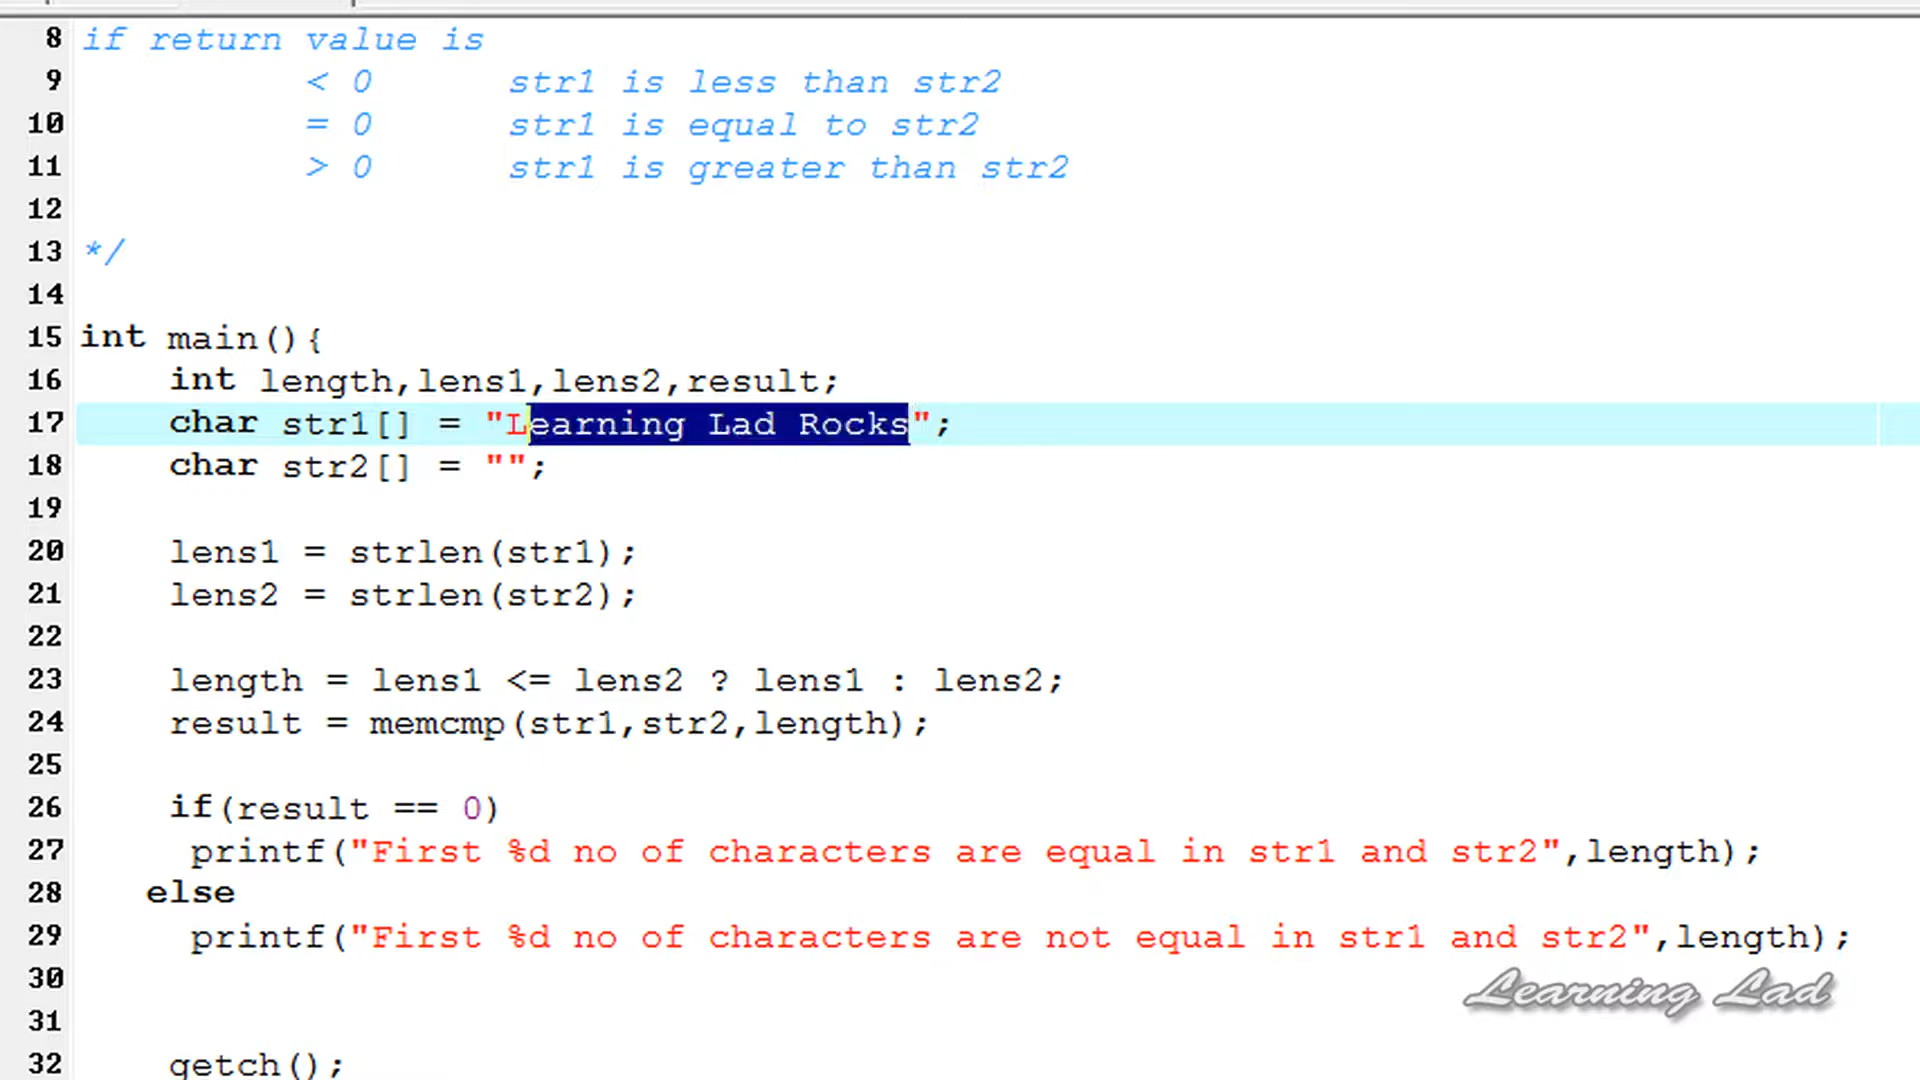 8 if return value is
9 < 0 str1 is less than str2
10 = 0 str1 is equal to str2
11 > 0 str1 is greater than str2
12
13 */
14
15 int main(){
16 int length,lens1,lens2,result;
17 char str1[] = "Learning Lad Rocks";
18 char str2[] = "";
19
20 lens1 = strlen(str1);
21 lens2 = strlen(str2);
22
23 length = lens1 <= lens2 ? lens1 : lens2;
24 result = memcmp(str1,str2,length);
25
26 if(result == 0)
27 printf("First %d no of characters are equal in str1 and str2",length);
28 else
29 printf("First %d no of characters are not equal in str1 and str2",length);
30
Learning Lad
31
32 getch();